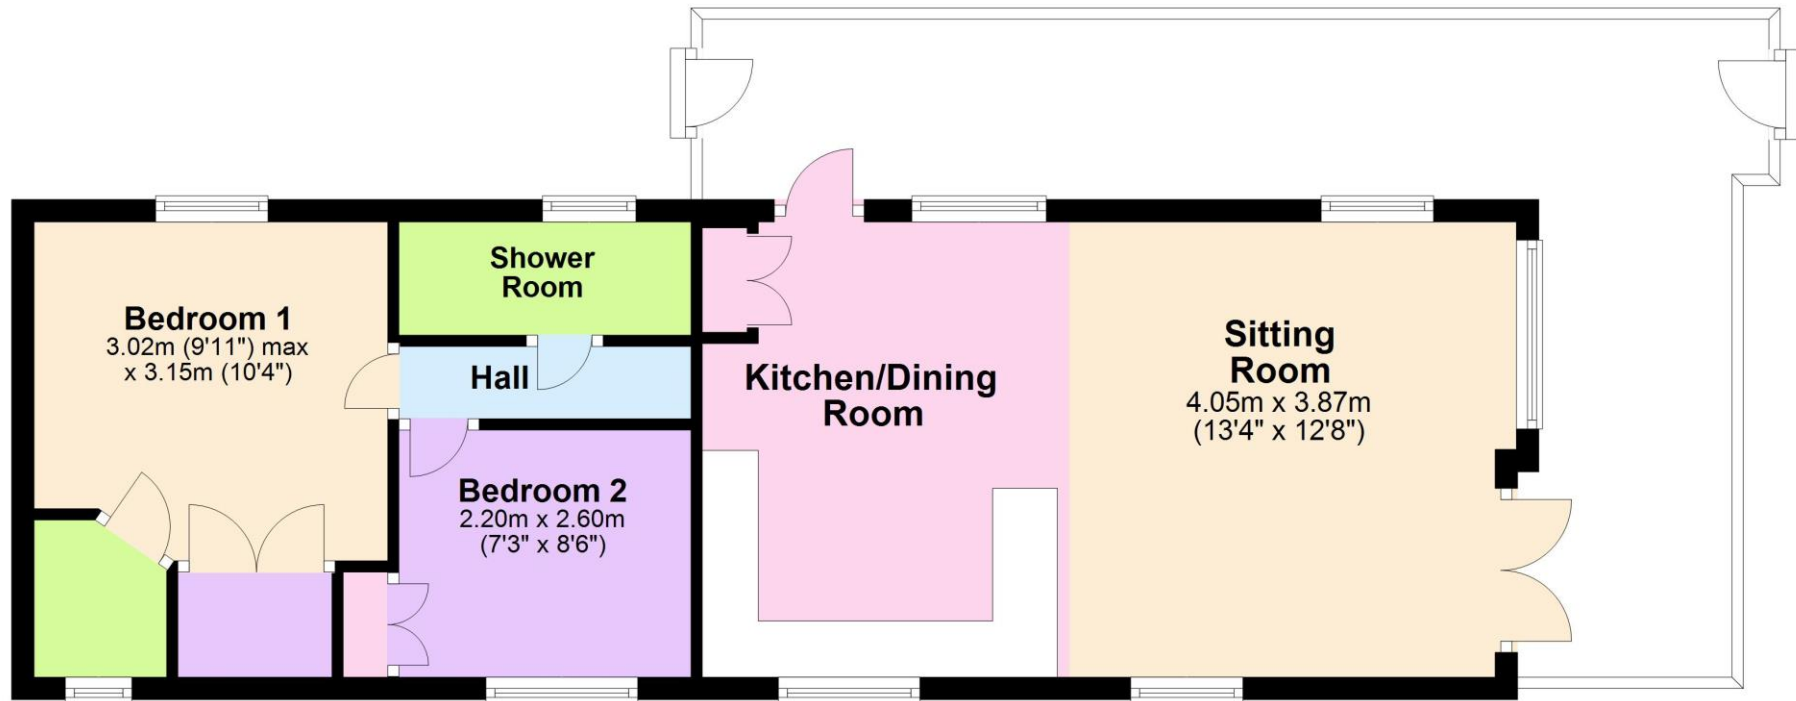 Bedroom 1
3.02m (9'11") max
x 3.15m (10'4")
Shower
Room
Hall
Bedroom 2
2.20m x 2.60m
(7'3" x 8'6")
Kitchen/Dining
Room
Sitting
Room
4.05m x 3.87m
(13'4" x 12'8")